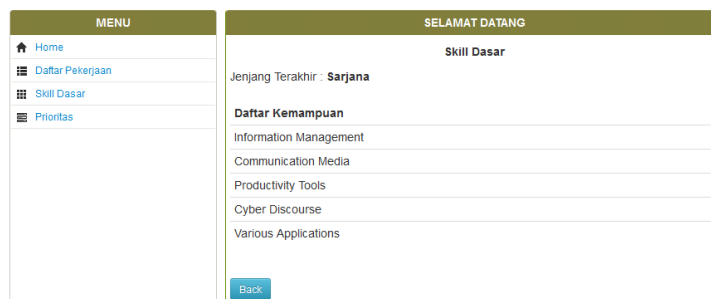 MENU
Home
Daftar Pekerjaan
Skill Dasar
Prioritas
SELAMAT DATANG
Skill Dasar
Jenjang Terakhir : Sarjana
Daftar Kemampuan
Information Management
Communication Media
Productivity Tools
Cyber Discourse
Various Applications
Back